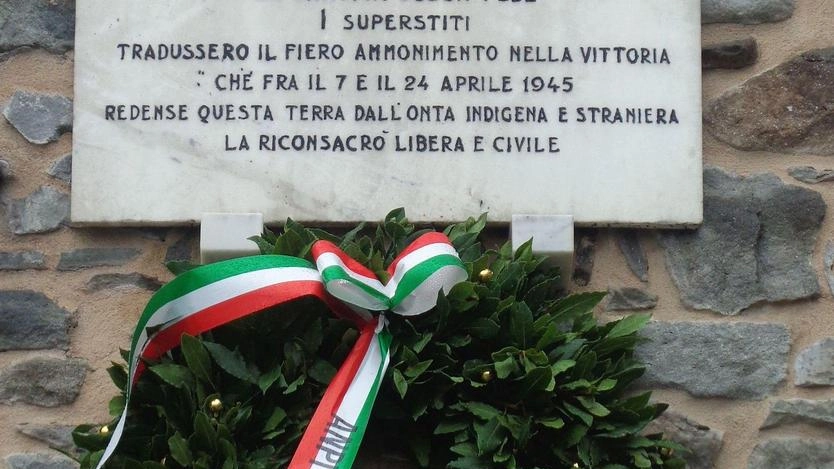 I SUPERSTITI
TRADUSSERO IL FIERO AMMONIMENTO NELLA VITTORIA
CHE FRA IL 7 E IL 24 APRILE 1945
REDENSE QUESTA TERRA DALL'ONTA INDIGENA E STRANIERA
LA RICONSACRÒ LIBERA E CIVILE
ANP